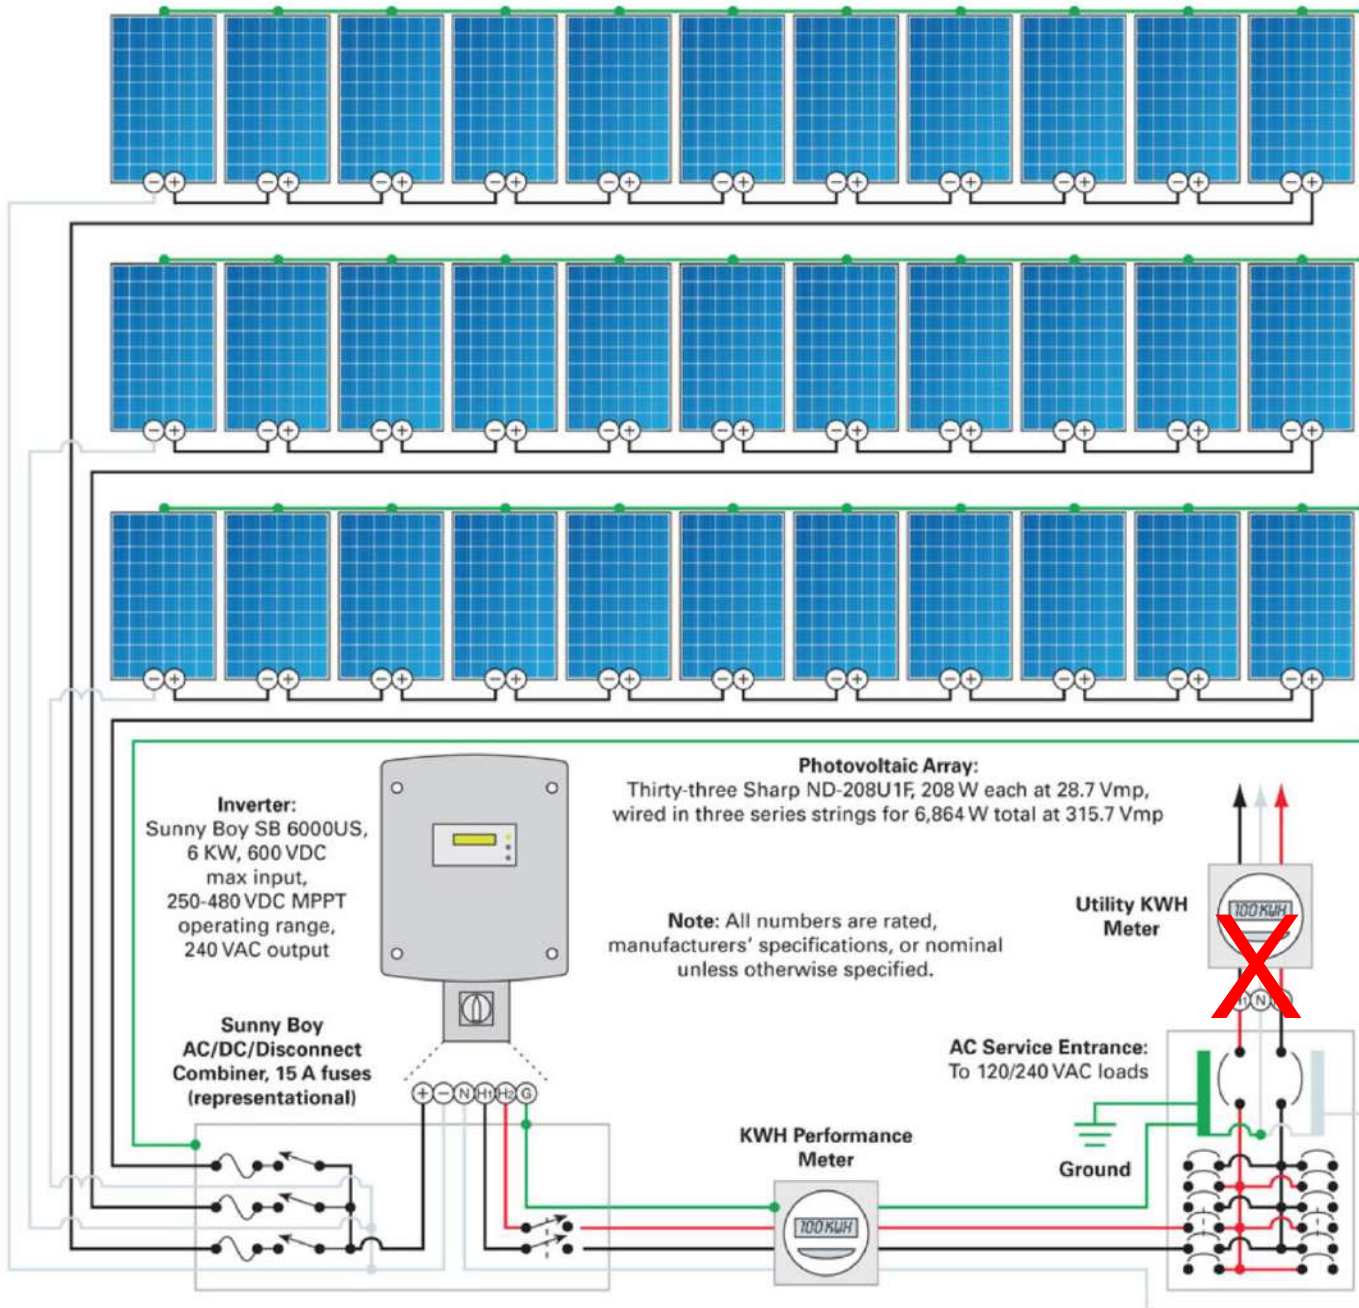 Photovoltaic Array:
Thirty-three Sharp ND-208U1F, 208 W each at 28.7 Vmp,
wired in three series strings for 6,864 W total at 315.7 Vmp
Inverter:
Sunny Boy SB 6000US,
6 KW, 600 VDC
max input,
250-480 VDC MPPT
operating range,
240 VAC output
Note: All numbers are rated,
manufacturers' specifications, or nominal
unless otherwise specified.
Utility KWH
Meter
100 KWH
X
N
Sunny Boy
AC/DC/Disconnect
Combiner, 15 A fuses
(representational)
+ − N H1 H2 G
AC Service Entrance:
To 120/240 VAC loads
KWH Performance
Meter
100 KWH
Ground